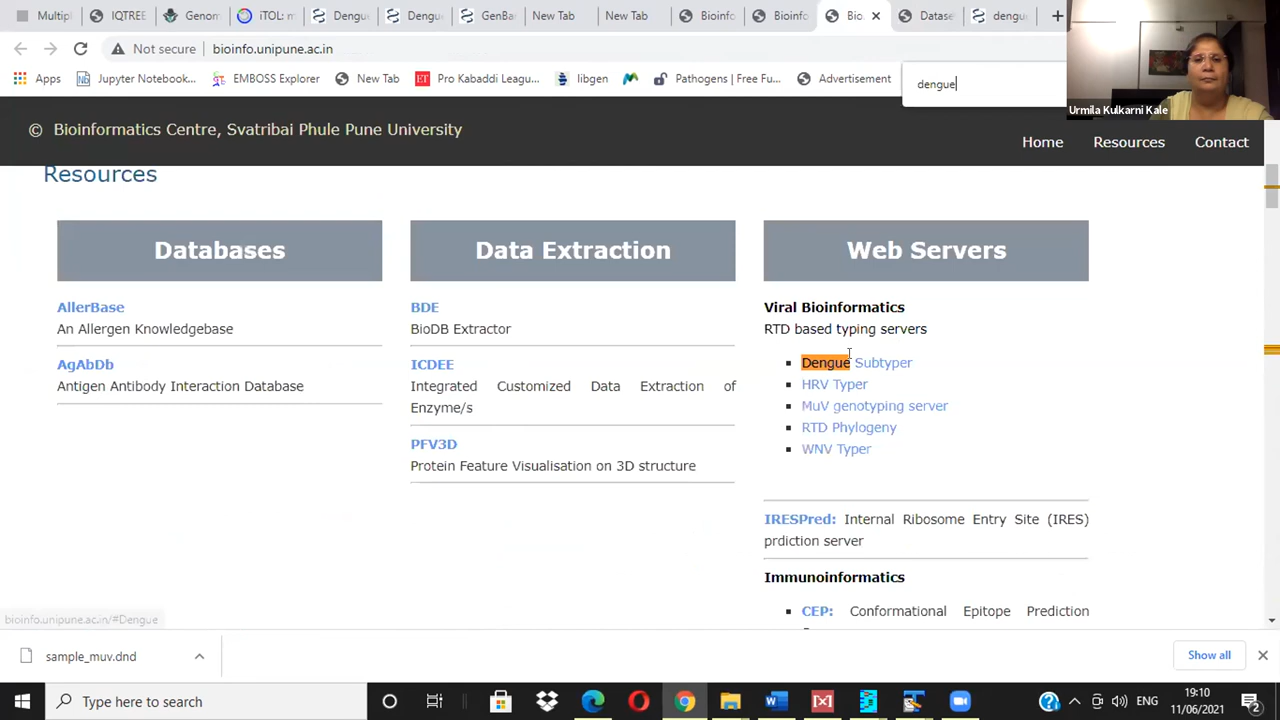 Multipl
IQTREE
Genom
iTOL: m
Dengu
Dengu
GenBa
New Tab
New Tab
Bioinfo
Bioinfo
Bio.
Datase
dengu
Not secure
bioinfo.unipune.ac.in
Apps
Jupyter Notebook...
EMBOSS Explorer
New Tab
Pro Kabaddi Leagu...
libgen
Pathogens | Free Fu...
Advertisement
dengue
Urmila Kulkarni Kale
© Bioinformatics Centre, Svatribai Phule Pune University
Home Resources Contact
Resources
Databases
AllerBase
An Allergen Knowledgebase
AgAbDb
Antigen Antibody Interaction Database
Data Extraction
BDE
BioDB Extractor
ICDEE
Integrated Customized Data Extraction of
Enzyme/s
PFV3D
Protein Feature Visualisation on 3D structure
Web Servers
Viral Bioinformatics
RTD based typing servers
Dengue Subtyper
HRV Typer
MuV genotyping server
RTD Phylogeny
WNV Typer
IRESPred: Internal Ribosome Entry Site (IRES)
prdiction server
Immunoinformatics
CEP: Conformational Epitope Prediction
bioinfo.unipune.ac.in/#Dengue
sample_muv.dnd
Show all
Type here to search
ENG
19:10
11/06/2021
2